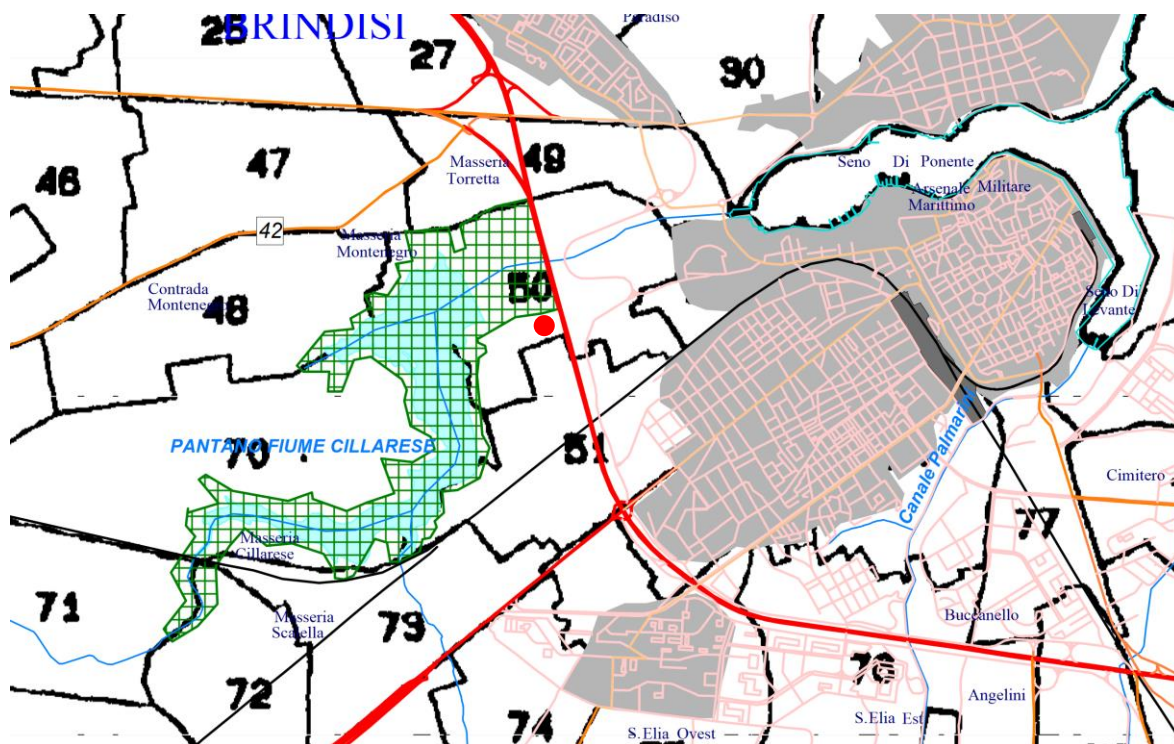 BRINDISI
Paradiso
27
30
47
49
46
Masseria
Torretta
Seno Di Ponente
Arsenale Militare
Marittimo
42
Masseria
Montenegro
Contrada
Montenegro
48
50
Seno Di
Levante
70
PANTANO FIUME CILLARESE
51
Canale Palmarini
Cimitero
77
Masseria
Cillarese
71
Masseria
Scatella
73
Buccanello
76
72
Angelini
74
S.Elia Ovest
S.Elia Est